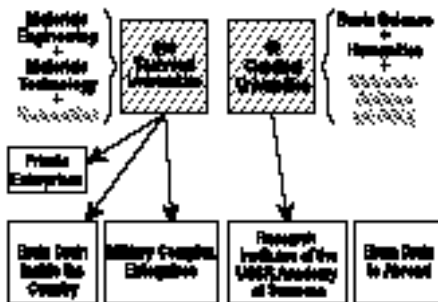 Materials
Engineering
+
Materials
Technology
+
Technical
Universities
Classical
Universities
Basic Science
+
Humanities
+
Private
Enterprises
Brain Drain
Inside the
Country
Military Complex
Enterprises
Research
Institutes of the
USSR Academy
of Sciences
Brain Drain
to Abroad